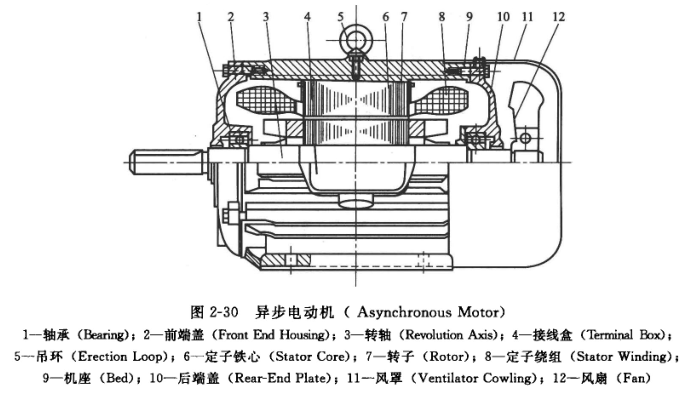 1 2 3 4 5 6 7 8 9 10 11 12
图 2-30 异步电动机（Asynchronous Motor）
1—轴承（Bearing）；2—前端盖（Front End Housing）；3—转轴（Revolution Axis）；4—接线盒（Terminal Box）；
5—吊环（Erection Loop）；6—定子铁心（Stator Core）；7—转子（Rotor）；8—定子绕组（Stator Winding）；
9—机座（Bed）；10—后端盖（Rear-End Plate）；11—风罩（Ventilator Cowling）；12—风扇（Fan）